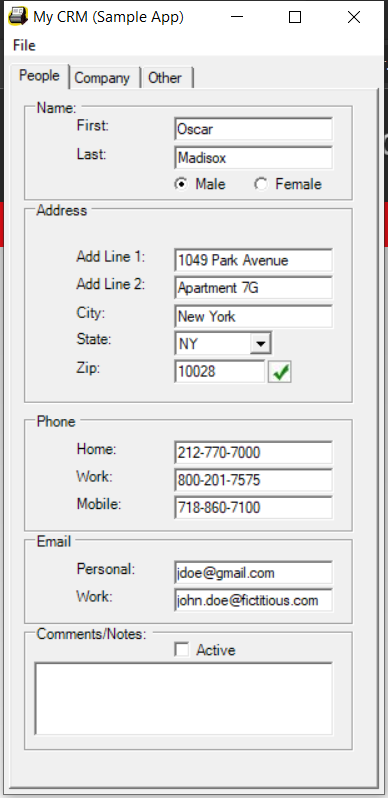 My CRM (Sample App)
File
People Company Other
Name:
First: Oscar
Last: Madisox
Male Female
Address
Add Line 1: 1049 Park Avenue
Add Line 2: Apartment 7G
City: New York
State: NY
Zip: 10028
Phone
Home: 212-770-7000
Work: 800-201-7575
Mobile: 718-860-7100
Email
Personal: jdoe@gmail.com
Work: john.doe@fictitious.com
Comments/Notes:
Active